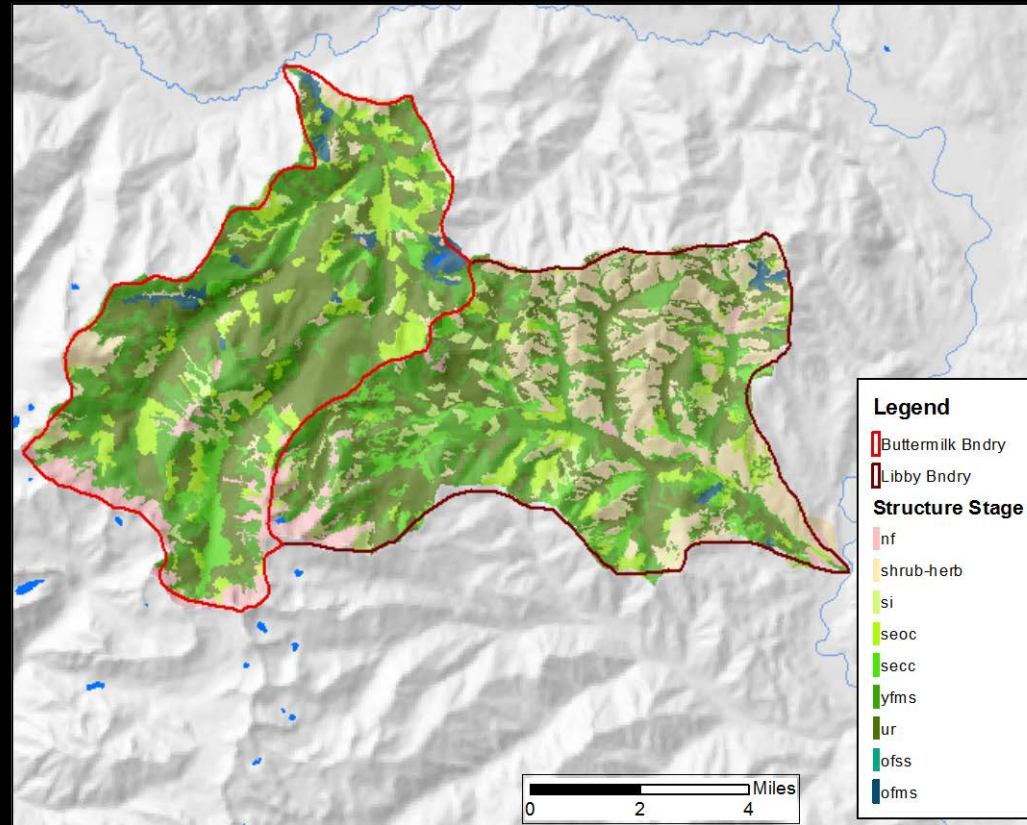 Legend
Buttermilk Bndry
Libby Bndry
Structure Stage
nf
shrub-herb
si
seoc
secc
yfms
ur
ofss
ofms
Miles
0 2 4